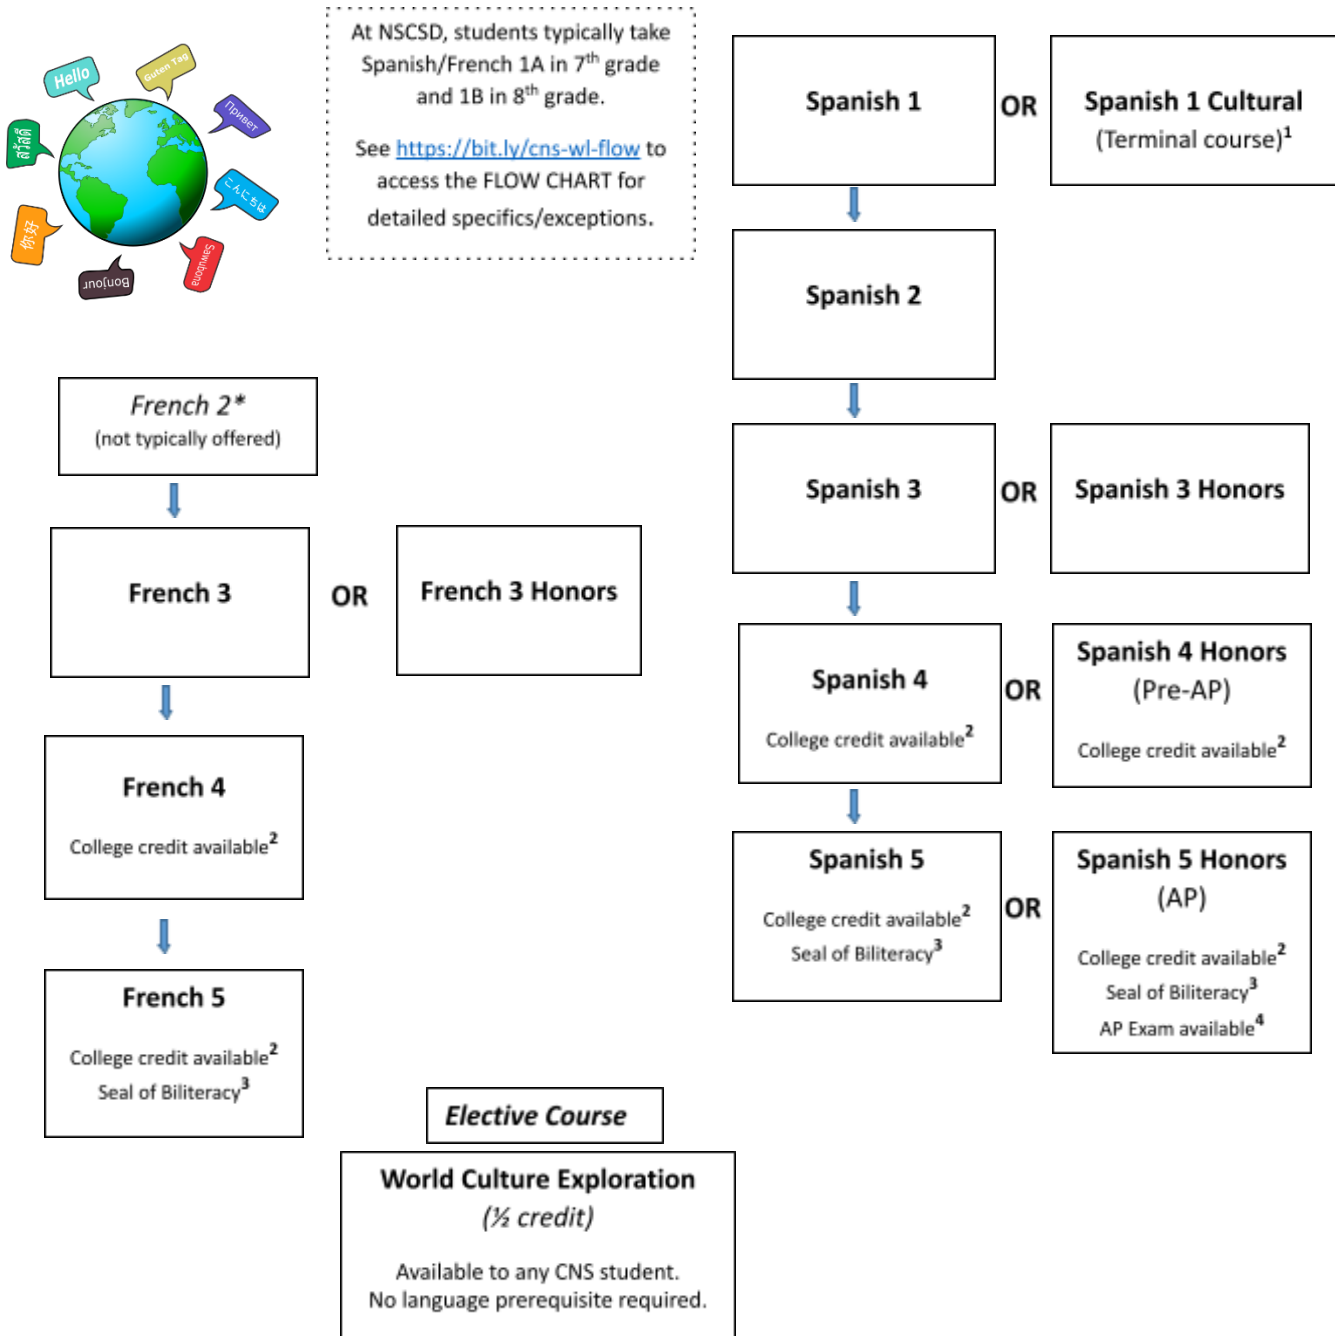 Hello
Guten Tag
Привет
สวัสดี
こんにちは
你好
Sawubona
Bonjour
At NSCSD, students typically take
Spanish/French 1A in 7th grade
and 1B in 8th grade.
See https://bit.ly/cns-wl-flow to
access the FLOW CHART for
detailed specifics/exceptions.
Spanish 1
OR
Spanish 1 Cultural
(Terminal course)1
Spanish 2
Spanish 3
OR
Spanish 3 Honors
Spanish 4
College credit available2
OR
Spanish 4 Honors
(Pre-AP)
College credit available2
Spanish 5
College credit available2
Seal of Biliteracy3
OR
Spanish 5 Honors
(AP)
College credit available2
Seal of Biliteracy3
AP Exam available4
French 2*
(not typically offered)
French 3
OR
French 3 Honors
French 4
College credit available2
French 5
College credit available2
Seal of Biliteracy3
Elective Course
World Culture Exploration
(½ credit)
Available to any CNS student.
No language prerequisite required.